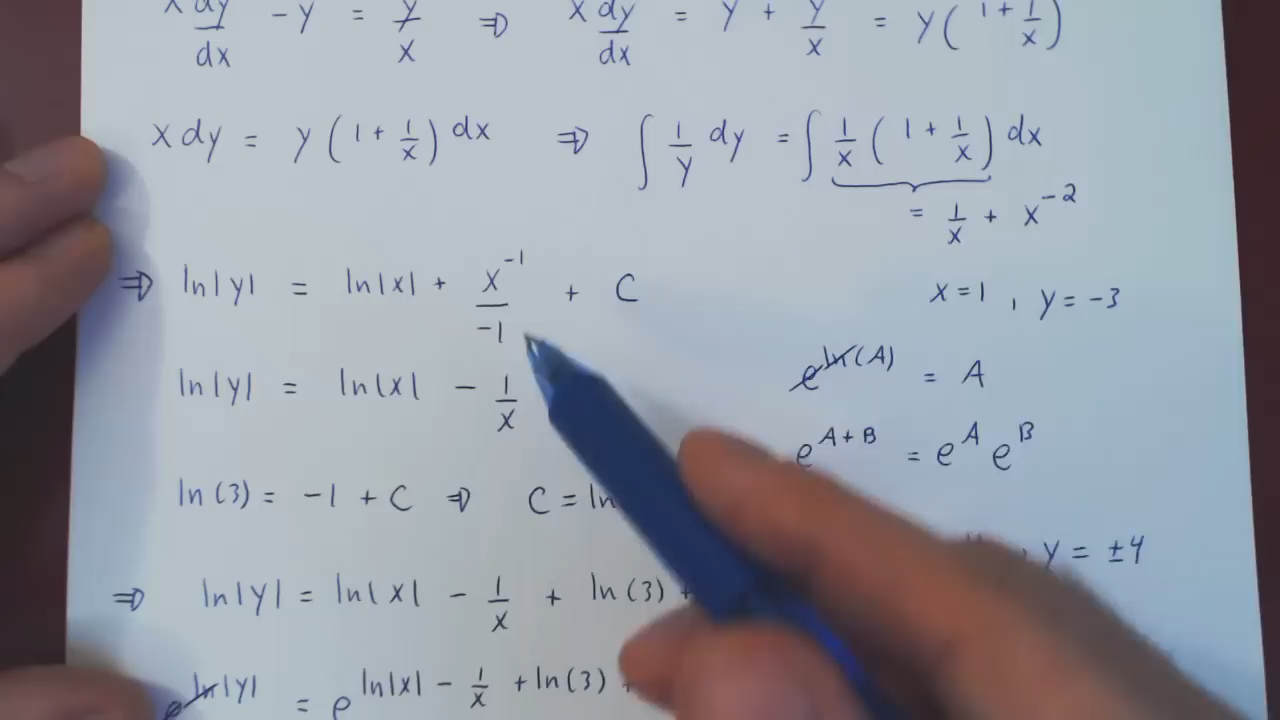 x dy/dx - y = y/x ⇒ x dy/dx = y + y/x = y(1 + 1/x)
x dy = y(1 + 1/x) dx ⇒ ∫ 1/y dy = ∫ 1/x (1 + 1/x) dx
= 1/x + x^-2
⇒ ln|y| = ln|x| + x^-1/-1 + C
x = 1 , y = -3
ln|y| = ln|x| - 1/x
e^ln(A) = A
e^A+B = e^A e^B
ln(3) = -1 + C ⇒ C = ln
, y = ±4
⇒ ln|y| = ln|x| - 1/x + ln(3) +
e^ln|y| = e^ln|x| - 1/x + ln(3) +